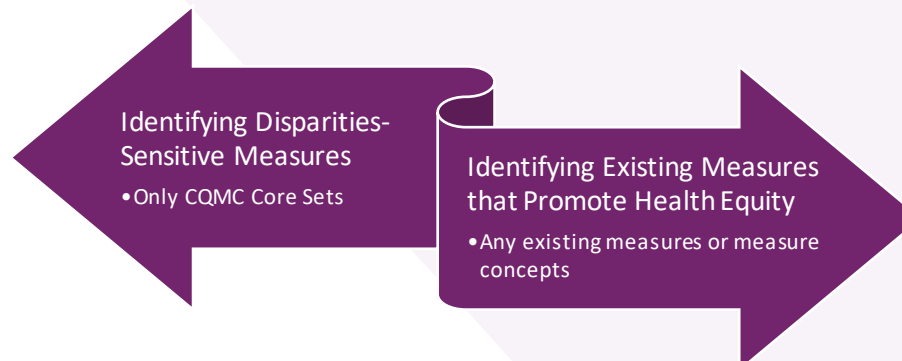 Identifying Disparities-
Sensitive Measures
•Only CQMC Core Sets
Identifying Existing Measures
that Promote Health Equity
•Any existing measures or measure
concepts